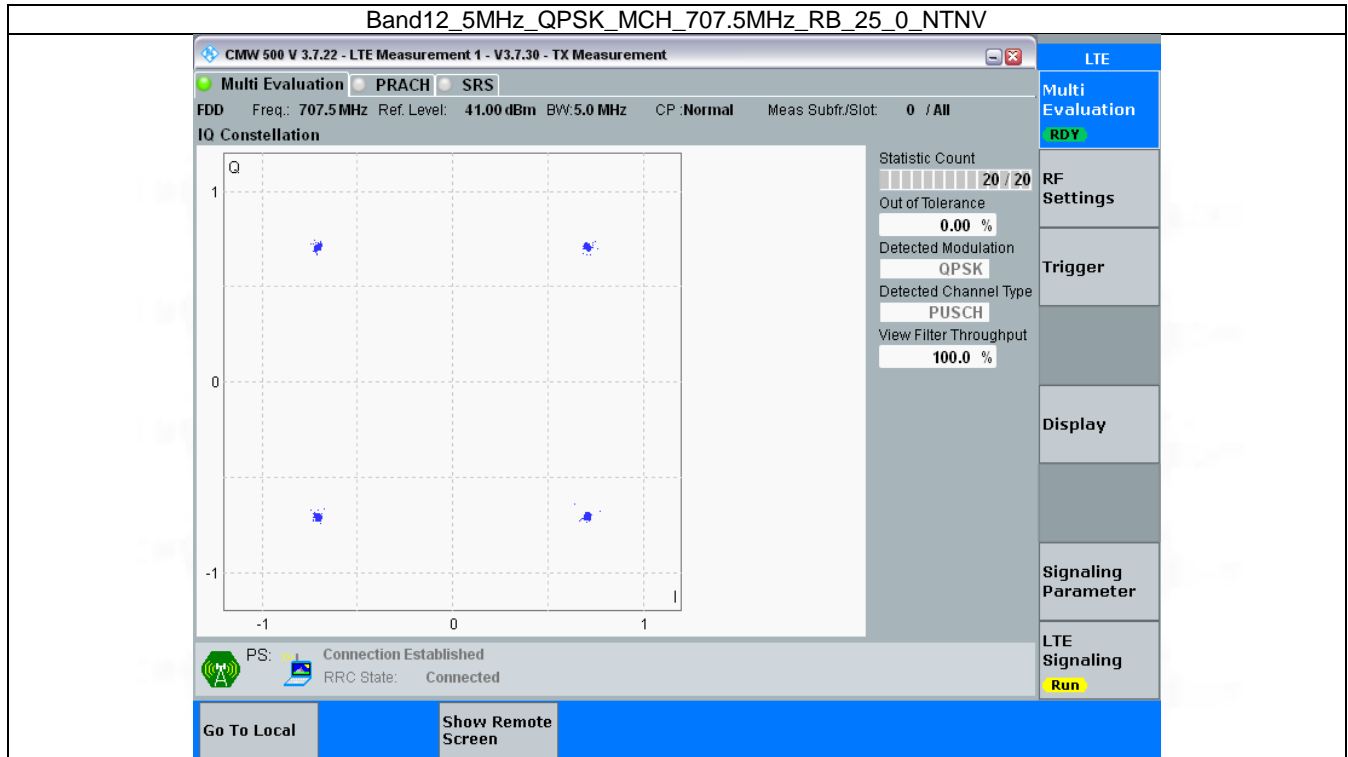 Band12_5MHz_QPSK_MCH_707.5MHz_RB_25_0_NTNV
CMW 500 V 3.7.22 - LTE Measurement 1 - V3.7.30 - TX Measurement
LTE
Multi Evaluation PRACH SRS
Multi
Evaluation
RDY
FDD Freq.: 707.5 MHz Ref. Level: 41.00 dBm BW:5.0 MHz CP :Normal Meas Subfr./Slot: 0 / All
IQ Constellation
Q
1
0
-1
I
-1 0 1
Statistic Count
20 / 20
Out of Tolerance
0.00 %
Detected Modulation
QPSK
Detected Channel Type
PUSCH
View Filter Throughput
100.0 %
RF
Settings
Trigger
Display
Signaling
Parameter
LTE
Signaling
Run
PS: Connection Established
RRC State: Connected
Go To Local
Show Remote
Screen